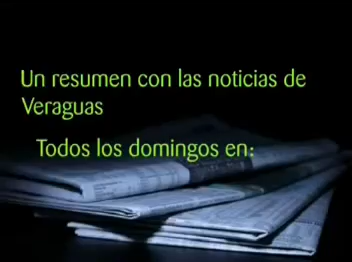 Un resumen con las noticias de
Veraguas
Todos los domingos en: